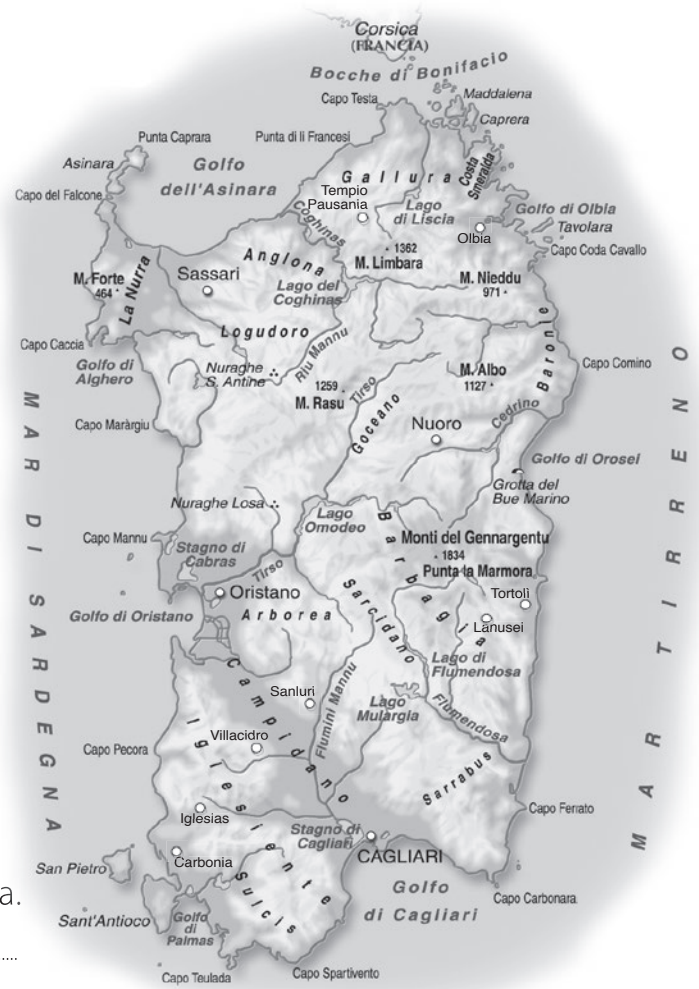 Corsica
(FRANCIA)
Bocche di Bonifacio
Capo Testa
Maddalena
Caprera
Punta Caprara
Punta di li Francesi
Asinara
Golfo
dell'Asinara
Capo del Falcone
Gallura
Costa
Smeralda
Tempio
Pausania
Lago
di Liscia
Golfo di Olbia
Tavolara
Olbia
Coghinas
Capo Coda Cavallo
1362
M. Limbara
Anglona
M. Forte
464
La Nurra
Sassari
Lago del
Coghinas
M. Nieddu
971
Logudoro
Capo Caccia
Golfo di
Alghero
Nuraghe
S. Antine
Riu Mannu
1259
M. Rasu
Tirso
M. Albo
1127
Baronie
Capo Comino
Goceano
Nuoro
Cedrino
Capo Maràrgiu
Golfo di Orosei
Grotta del
Bue Marino
Nuraghe Losa
Lago
Omodeo
Barbagia
Capo Mannu
Stagno di
Cabras
Monti del Gennargentu
1834
Punta la Marmora
Tirso
Oristano
Arborea
Sarcidano
Tortolì
Lanusei
Golfo di Oristano
Lago di
Flumendosa
Campidano
Sanluri
Fiumini Mannu
Lago
Mulargia
Flumendosa
Villacidro
Capo Pecora
Iglesiente
Sarrabus
Iglesias
Capo Ferrato
Stagno di
Cagliari
CAGLIARI
Carbonia
San Pietro
Golfo
di Cagliari
Sulcis
Capo Carbonara
Sant'Antioco
Golfo
di
Palmas
Capo Teulada
Capo Spartivento
MAR DI SARDEGNA
MAR TIRRENO
a.
....